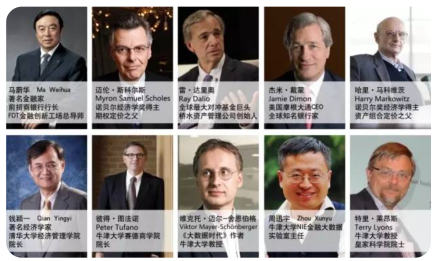 马蔚华 Ma Weihua
著名金融家
前招商银行行长
FDT金融创新工场总导师
迈伦·斯科尔斯
Myron Samuel Scholes
诺贝尔经济学奖得主
期权定价之父
雷·达里奥
Ray Dalio
全球最大对冲基金巨头
桥水资产管理公司创始人
杰米·戴蒙
Jamie Dimon
美国摩根大通CEO
全球知名银行家
哈里·马科维茨
Harry Markowitz
诺贝尔经济学得主
资产组合定价之父
钱颖一 Qian Yingyi
著名经济学家
清华大学经济管理学院
院长
彼得·图法诺
Peter Tufano
牛津大学赛德商学院
院长
维克托·迈尔-舍恩伯格
Viktor Mayer-Schönberger
《大数据时代》作者
牛津大学教授
周迅宇 Zhou Xunyu
牛津大学NIE金融大数据
实验室主任
特里·莱昂斯
Terry Lyons
牛津大学教授
皇家科学院院士